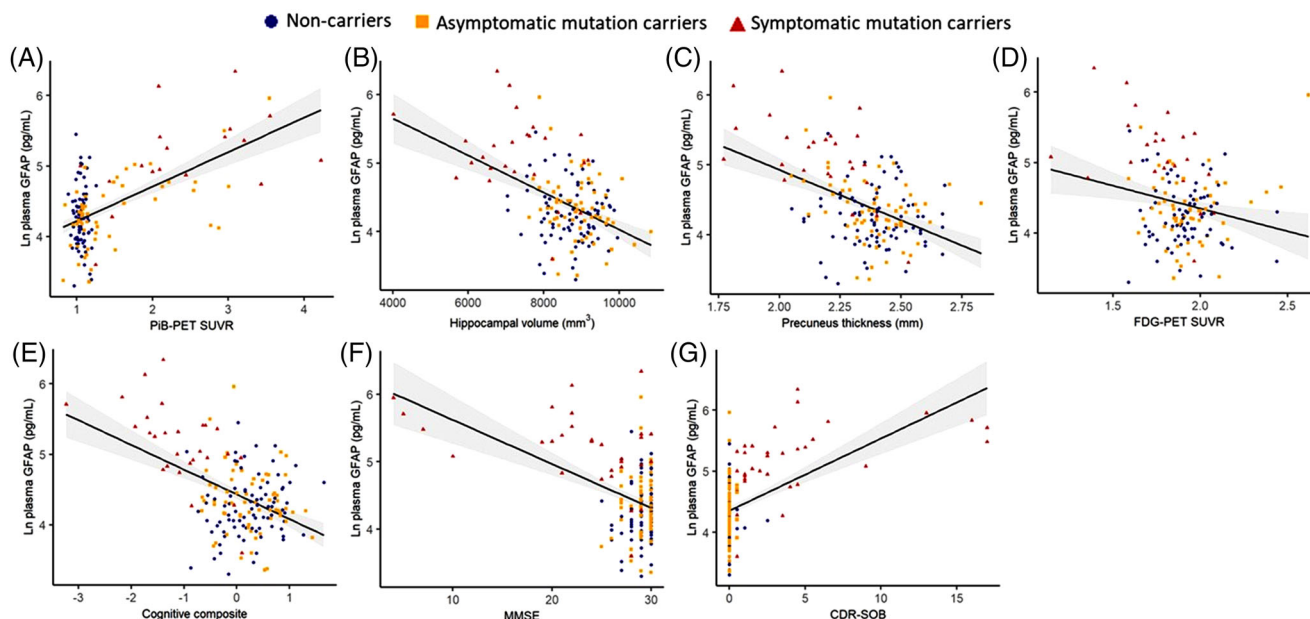 Non-carriers Asymptomatic mutation carriers Symptomatic mutation carriers
(A)
Ln plasma GFAP (pg/mL)
6
5
4
1 2 3 4
PiB-PET SUVR
(B)
Ln plasma GFAP (pg/mL)
6
5
4
4000 6000 8000 10000
Hippocampal volume (mm³)
(C)
Ln plasma GFAP (pg/mL)
6
5
4
1.75 2.00 2.25 2.50 2.75
Precuneus thickness (mm)
(D)
Ln plasma GFAP (pg/mL)
6
5
4
1.5 2.0 2.5
FDG-PET SUVR
(E)
Ln plasma GFAP (pg/mL)
6
5
4
-3 -2 -1 0 1
Cognitive composite
(F)
Ln plasma GFAP (pg/mL)
6
5
4
10 20 30
MMSE
(G)
Ln plasma GFAP (pg/mL)
6
5
4
0 5 10 15
CDR-SOB